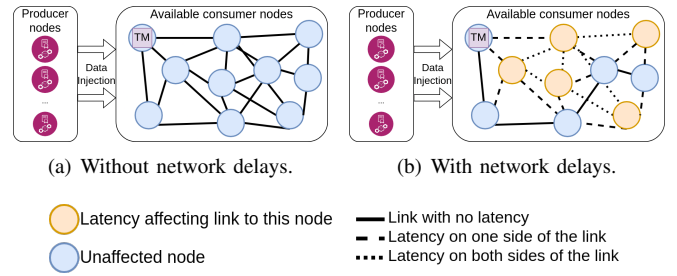 Producer
nodes
Available consumer nodes
TM
Data
Injection
...
(a) Without network delays.
Producer
nodes
Available consumer nodes
TM
Data
Injection
...
(b) With network delays.
Latency affecting link to this node
Unaffected node
Link with no latency
Latency on one side of the link
Latency on both sides of the link